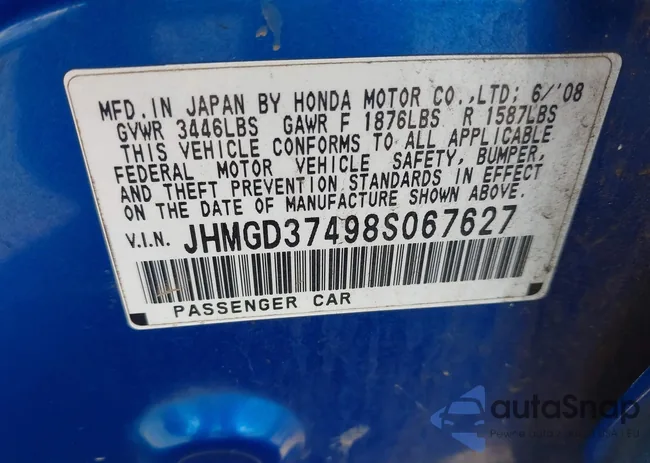 MFD. IN JAPAN BY HONDA MOTOR CO.,LTD; 6/'08
GVWR 3446LBS GAWR F 1876LBS R 1587LBS
THIS VEHICLE CONFORMS TO ALL APPLICABLE
FEDERAL MOTOR VEHICLE SAFETY, BUMPER,
AND THEFT PREVENTION STANDARDS IN EFFECT
ON THE DATE OF MANUFACTURE SHOWN ABOVE.
V.I.N. JHMGD37498S067627
PASSENGER CAR
autaSnap